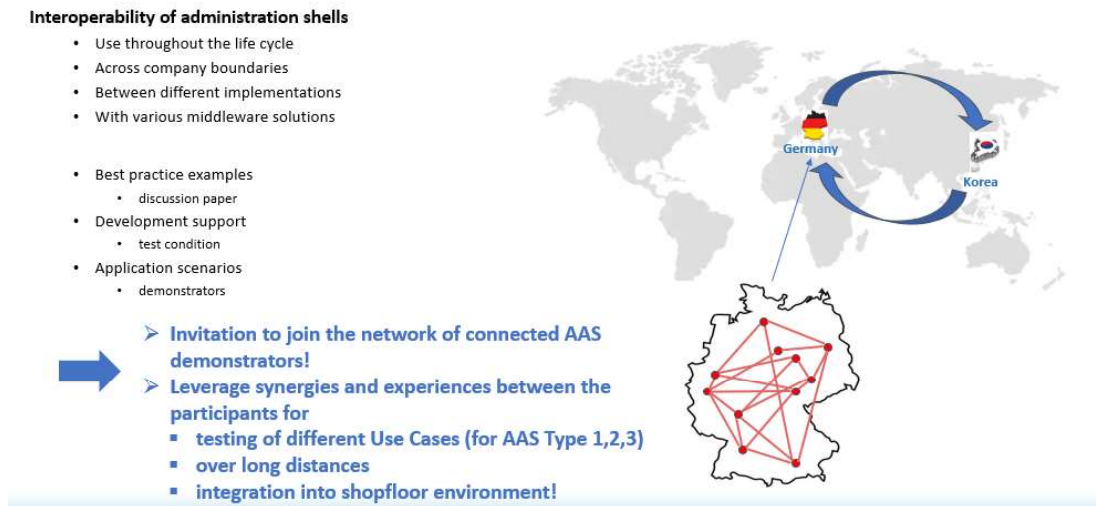 Interoperability of administration shells
• Use throughout the life cycle
• Across company boundaries
• Between different implementations
• With various middleware solutions
• Best practice examples
• discussion paper
• Development support
• test condition
• Application scenarios
• demonstrators
➢ Invitation to join the network of connected AAS
demonstrators!
➢ Leverage synergies and experiences between the
participants for
▪ testing of different Use Cases (for AAS Type 1,2,3)
▪ over long distances
▪ integration into shopfloor environment!
Germany
Korea